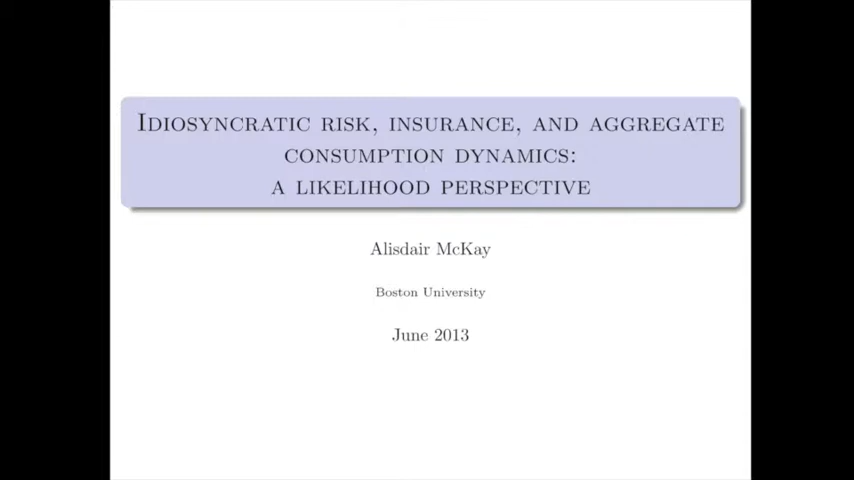 Idiosyncratic risk, insurance, and aggregate
consumption dynamics:
a likelihood perspective
Alisdair McKay
Boston University
June 2013